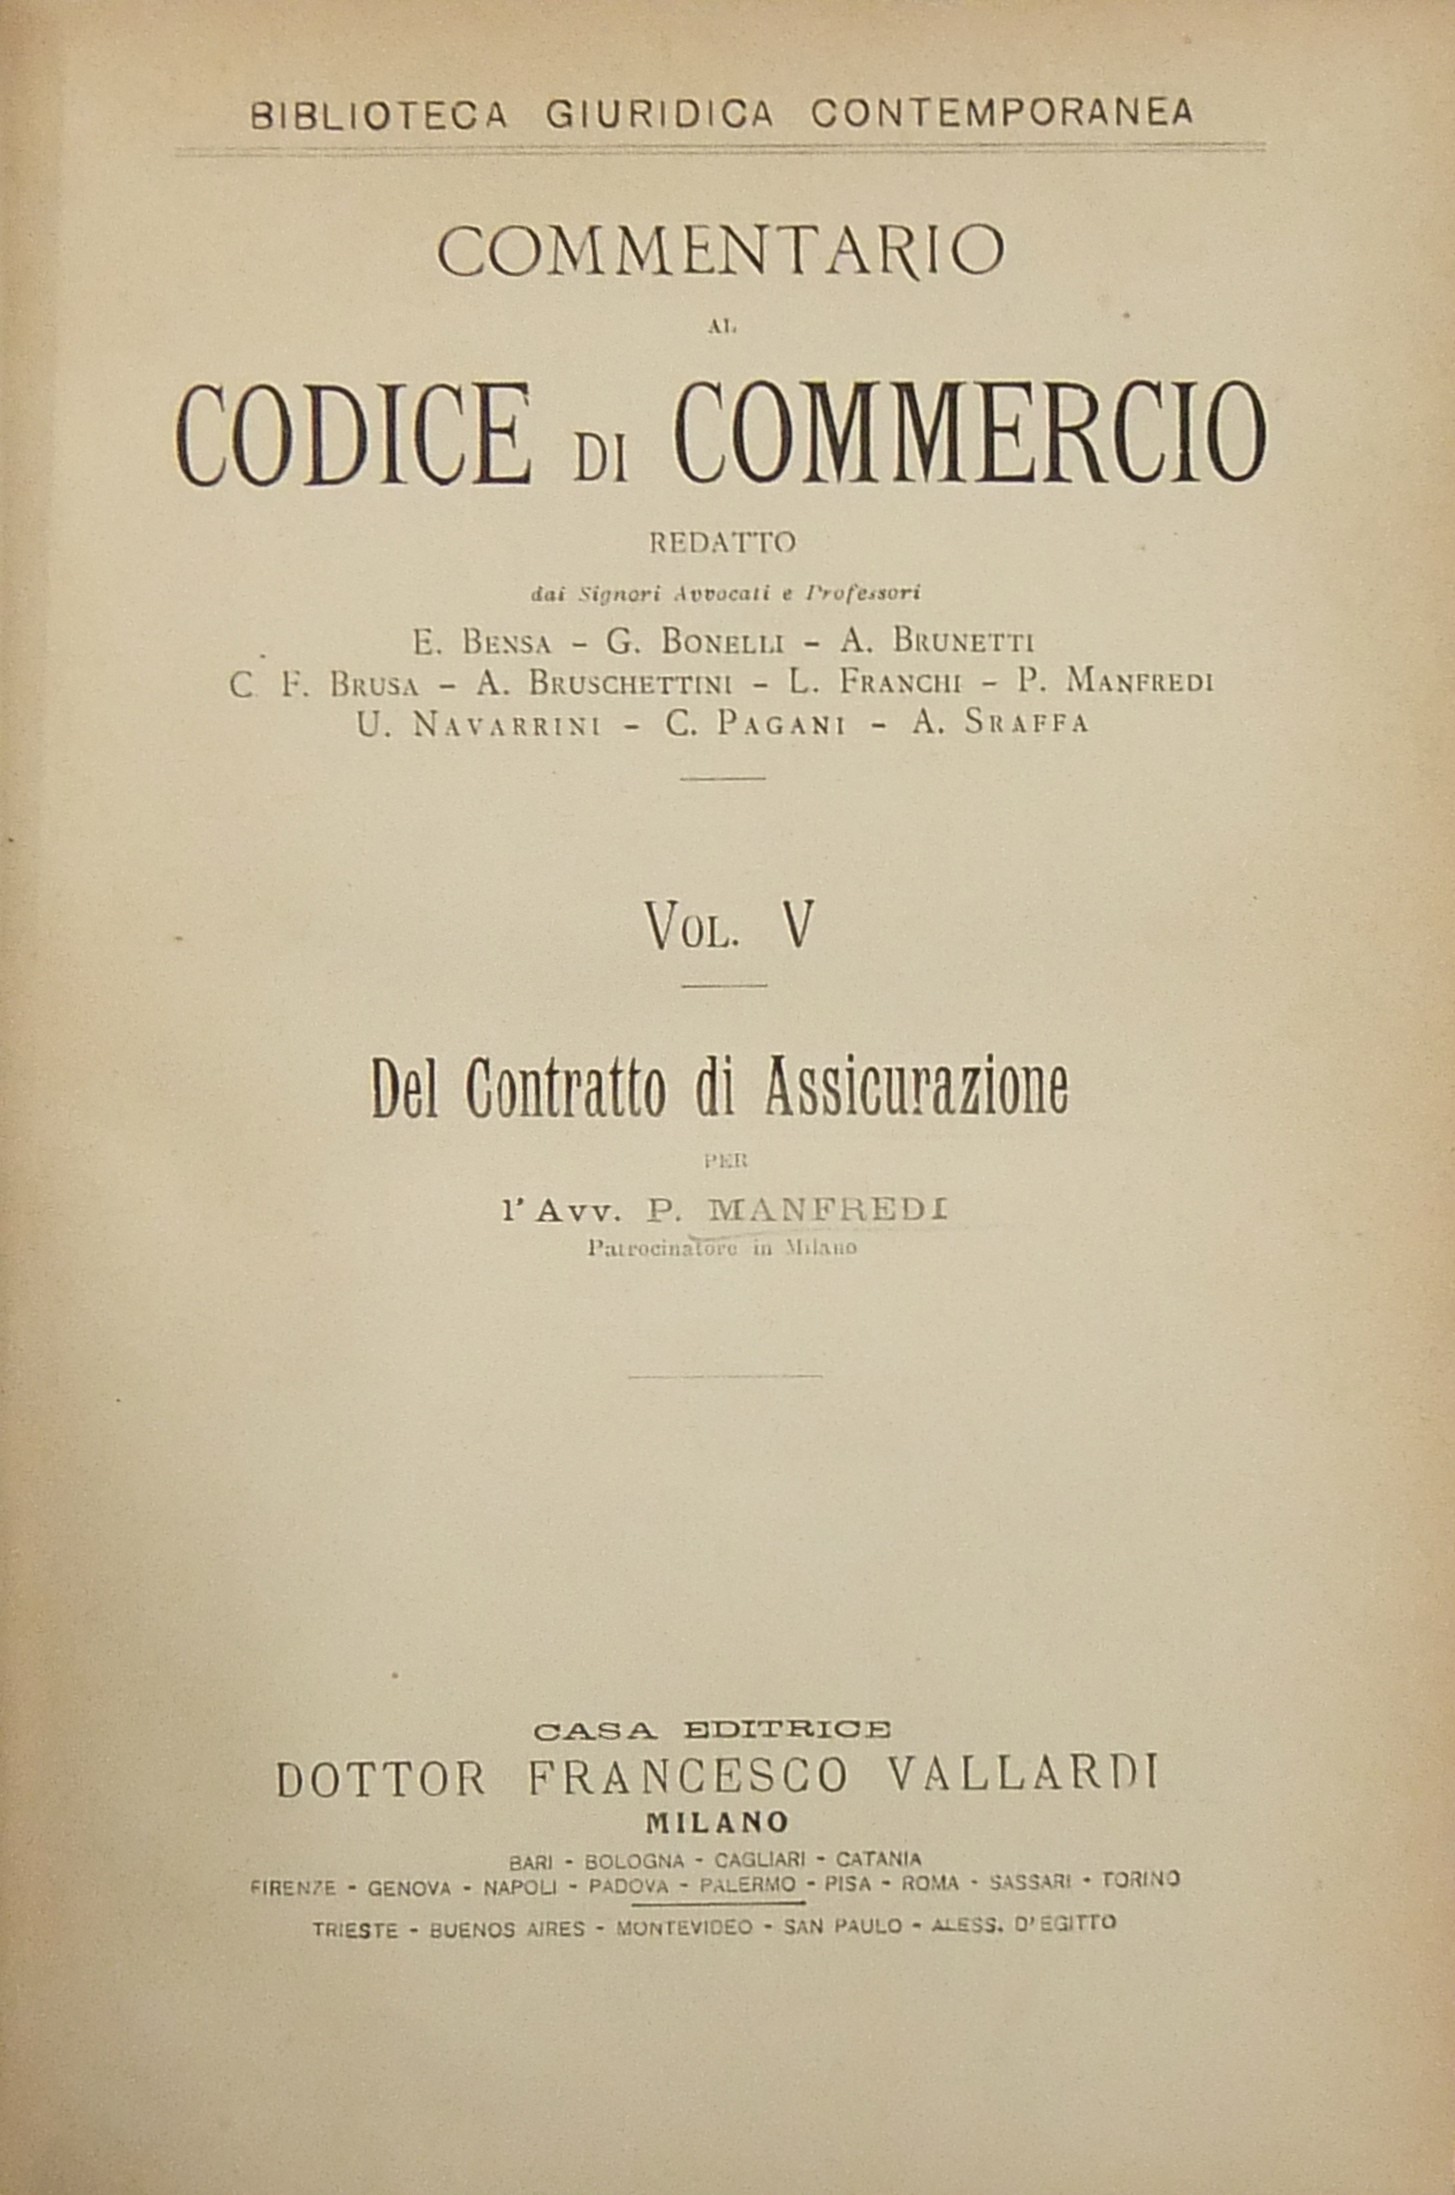 BIBLIOTECA GIURIDICA CONTEMPORANEA
COMMENTARIO
AL
CODICE DI COMMERCIO
REDATTO
dai Signori Avvocati e Professori
E. BENSA - G. BONELLI - A. BRUNETTI
C F. BRUSA - A. BRUSCHETTINI - L. FRANCHI - P. MANFREDI
U. NAVARRINI - C. PAGANI - A. SRAFFA
VOL. V
Del Contratto di Assicurazione
PER
l'AVV. P. MANFREDI
Patrocinatore in Milano
CASA EDITRICE
DOTTOR FRANCESCO VALLARDI
MILANO
BARI - BOLOGNA - CAGLIARI - CATANIA
FIRENZE - GENOVA - NAPOLI - PADOVA - PALERMO - PISA - ROMA - SASSARI - TORINO
TRIESTE - BUENOS AIRES - MONTEVIDEO - SAN PAULO - ALESS. D'EGITTO